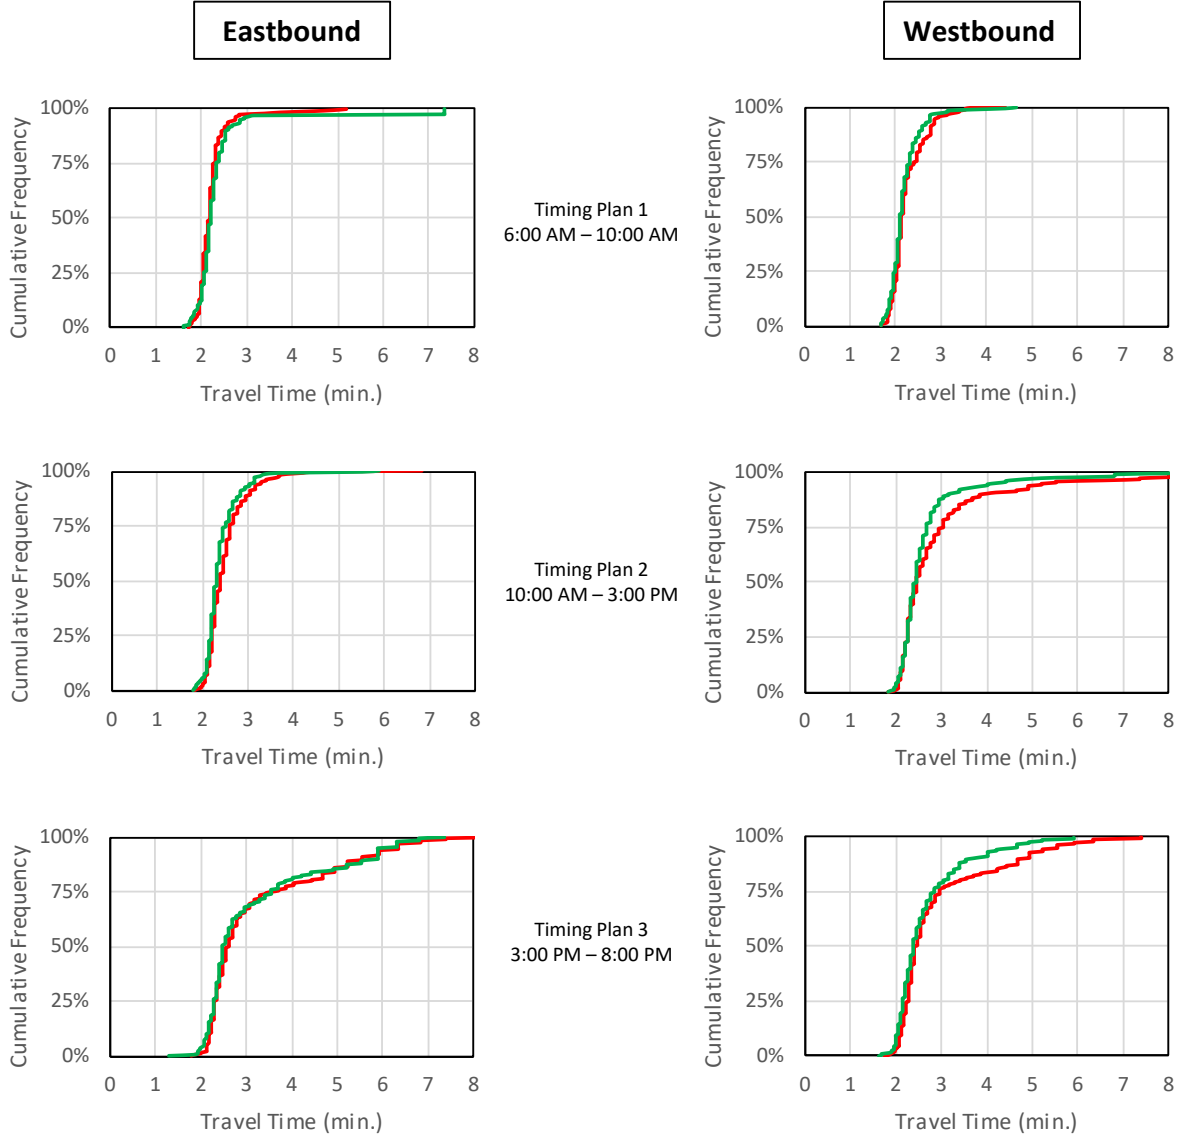 Eastbound
Westbound
100%
75%
50%
25%
0%
Cumulative Frequency
0 1 2 3 4 5 6 7 8
Travel Time (min.)
Timing Plan 1
6:00 AM – 10:00 AM
100%
75%
50%
25%
0%
Cumulative Frequency
0 1 2 3 4 5 6 7 8
Travel Time (min.)
100%
75%
50%
25%
0%
Cumulative Frequency
0 1 2 3 4 5 6 7 8
Travel Time (min.)
Timing Plan 2
10:00 AM – 3:00 PM
100%
75%
50%
25%
0%
Cumulative Frequency
0 1 2 3 4 5 6 7 8
Travel Time (min.)
100%
75%
50%
25%
0%
Cumulative Frequency
0 1 2 3 4 5 6 7 8
Travel Time (min.)
Timing Plan 3
3:00 PM – 8:00 PM
100%
75%
50%
25%
0%
Cumulative Frequency
0 1 2 3 4 5 6 7 8
Travel Time (min.)